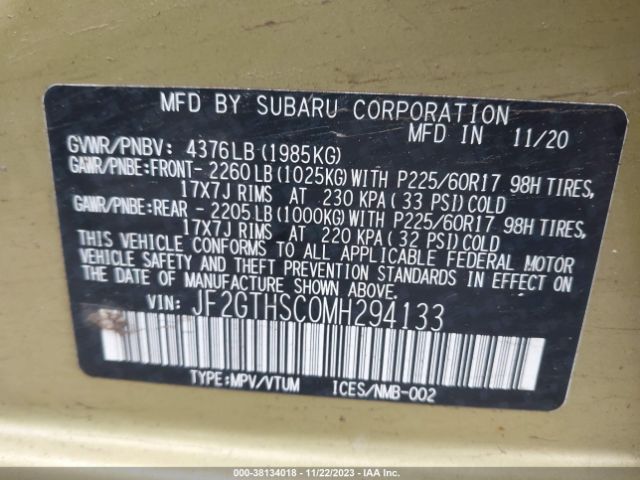 MFD BY SUBARU CORPORATION
MFD IN 11/20
GVWR/PNBV: 4376LB (1985KG)
GAWR/PNBE:FRONT- 2260LB (1025KG) WITH P225/60R17 98H TIRES,
17X7J RIMS AT 230 KPA (33 PSI) COLD
GAWR/PNBE:REAR - 2205LB (1000KG) WITH P225/60R17 98H TIRES,
17X7J RIMS AT 220 KPA (32 PSI) COLD
THIS VEHICLE CONFORMS TO ALL APPLICABLE FEDERAL MOTOR
VEHICLE SAFETY AND THEFT PREVENTION STANDARDS IN EFFECT ON
THE DATE OF MANUFACTURE SHOWN ABOVE.
VIN: JF2GTHSC0MH294133
TYPE:MPV/VTUM ICES/NMB-002
000-38134018 - 11/22/2023 - IAA Inc.